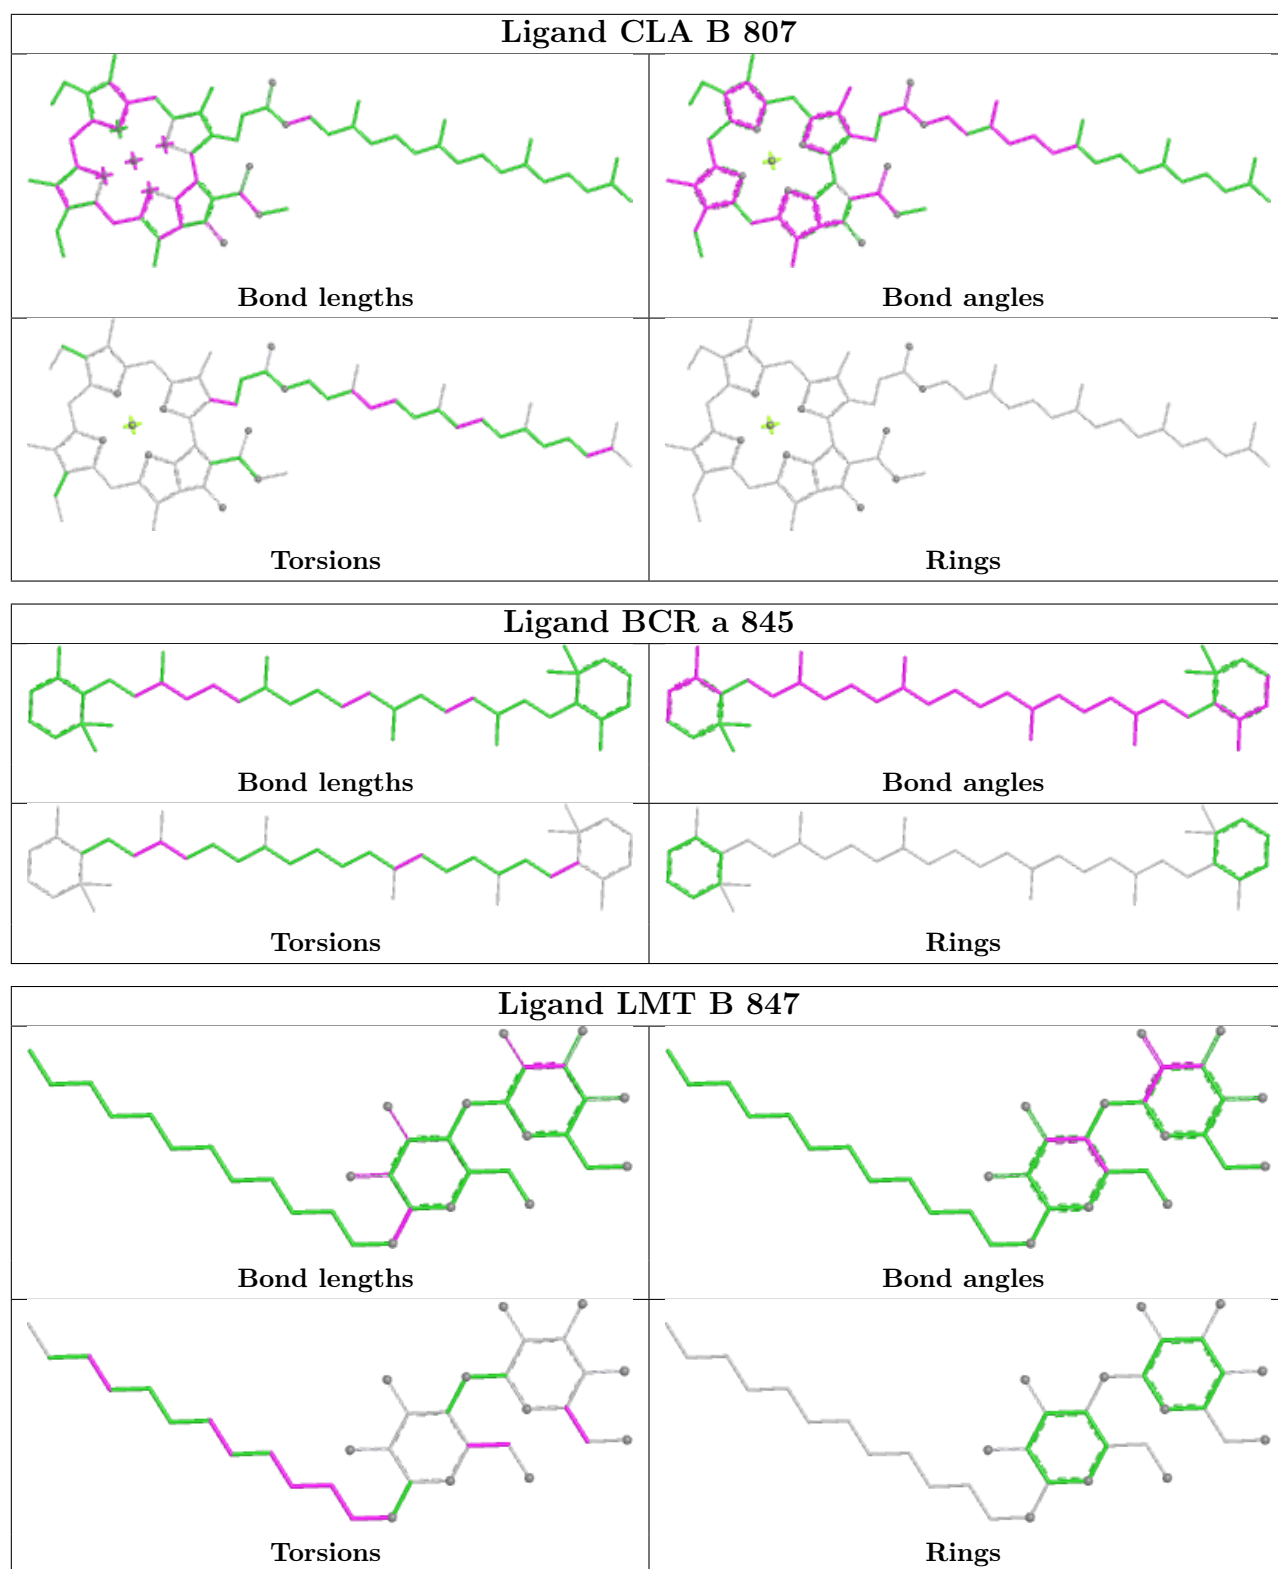 Ligand CLA B 807
Bond lengths
Bond angles
Torsions
Rings
Ligand BCR a 845
Bond lengths
Bond angles
Torsions
Rings
Ligand LMT B 847
Bond lengths
Bond angles
Torsions
Rings